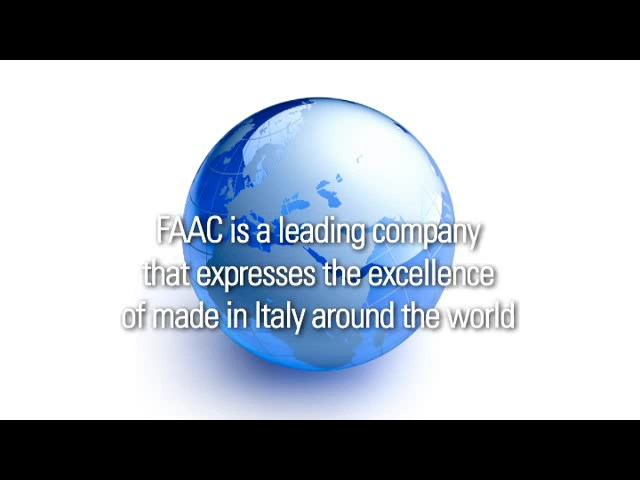 FAAC is a leading company
that expresses the excellence
of made in Italy around the world